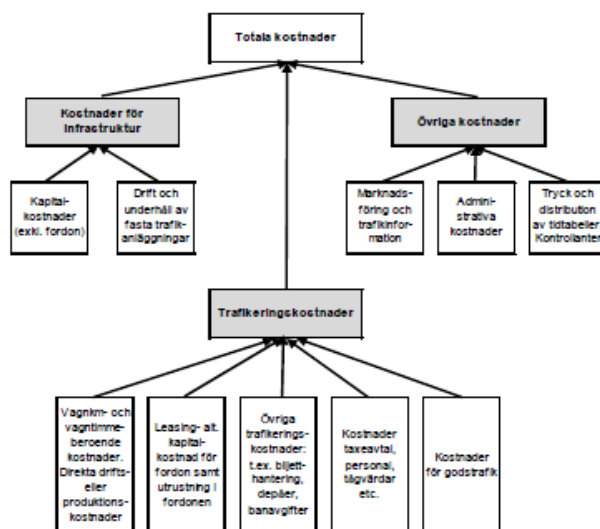 Totala kostnader
Kostnader för
infrastruktur
Övriga kostnader
Kapital-
kostnader
(exkl. fordon)
Drift och
underhåll av
fasta trafik-
anläggningar
Marknads-
föring och
trafikinfor-
mation
Admini-
strativa
kostnader
Tryck och
distribution
av tidtabeller
Kontrollanter
Trafikeringskostnader
Vagnkm- och
vagntimme-
beroende
kostnader.
Direkta drifts-
eller
produktions-
kostnader
Leasing- alt.
kapital-
kostnad för
fordon samt
utrustning i
fordonen
Övriga
trafikerings-
kostnader:
t.ex. biljett-
hantering,
depåer,
banavgifter
Kostnader
taxeavtal,
personal,
tågvärdar
etc.
Kostnader
för godstrafik